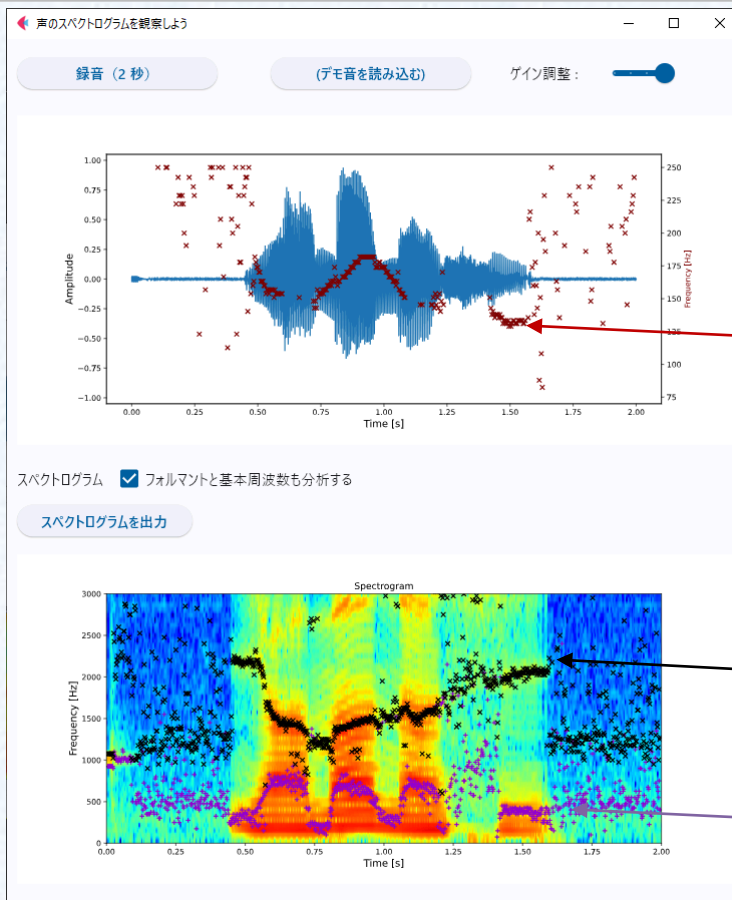 声のスペクトログラムを観察しよう
録音（2 秒）
(デモ音を読み込む)
ゲイン調整：
1.00
0.75
0.50
0.25
0.00
−0.25
−0.50
−0.75
−1.00
Amplitude
250
225
200
175
150
125
100
75
Frequency [Hz]
0.00 0.25 0.50 0.75 1.00 1.25 1.50 1.75 2.00
Time [s]
スペクトログラム
フォルマントと基本周波数も分析する
スペクトログラムを出力
Spectrogram
3000
2500
2000
1500
1000
500
0
Frequency [Hz]
0.00 0.25 0.50 0.75 1.00 1.25 1.50 1.75 2.00
Time [s]